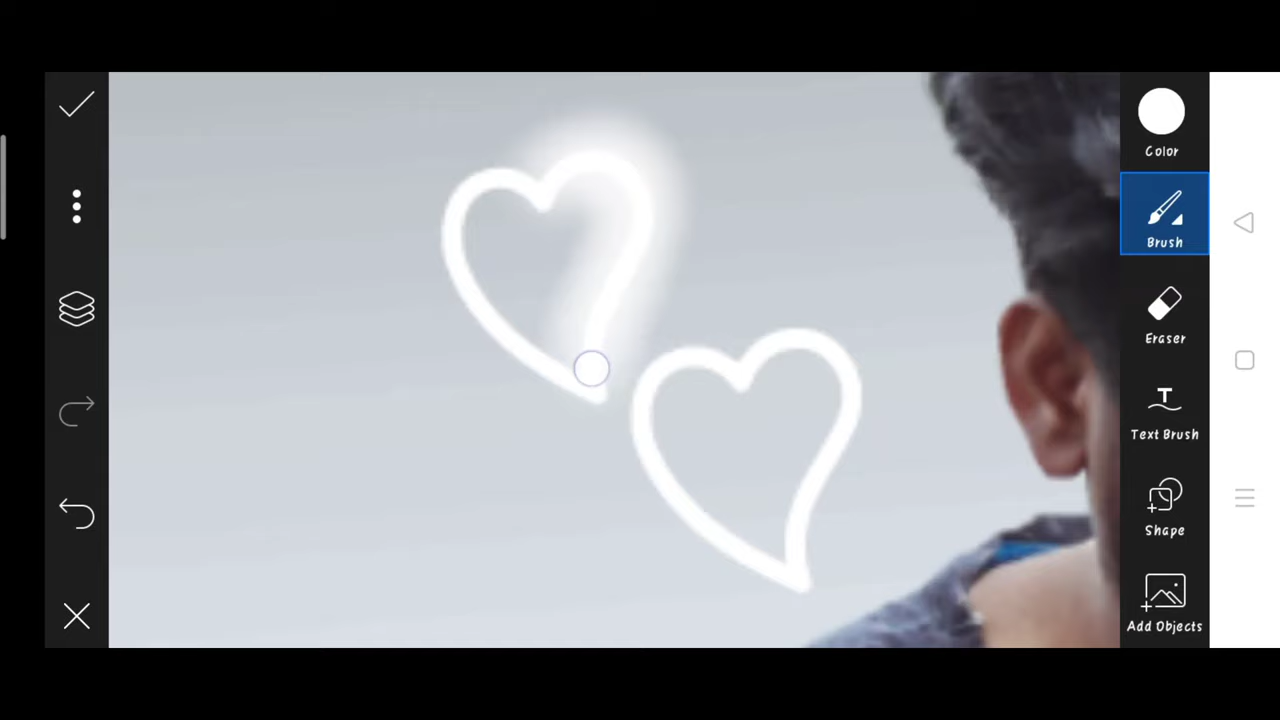 Color
Brush
Eraser
Text Brush
Shape
Add Objects